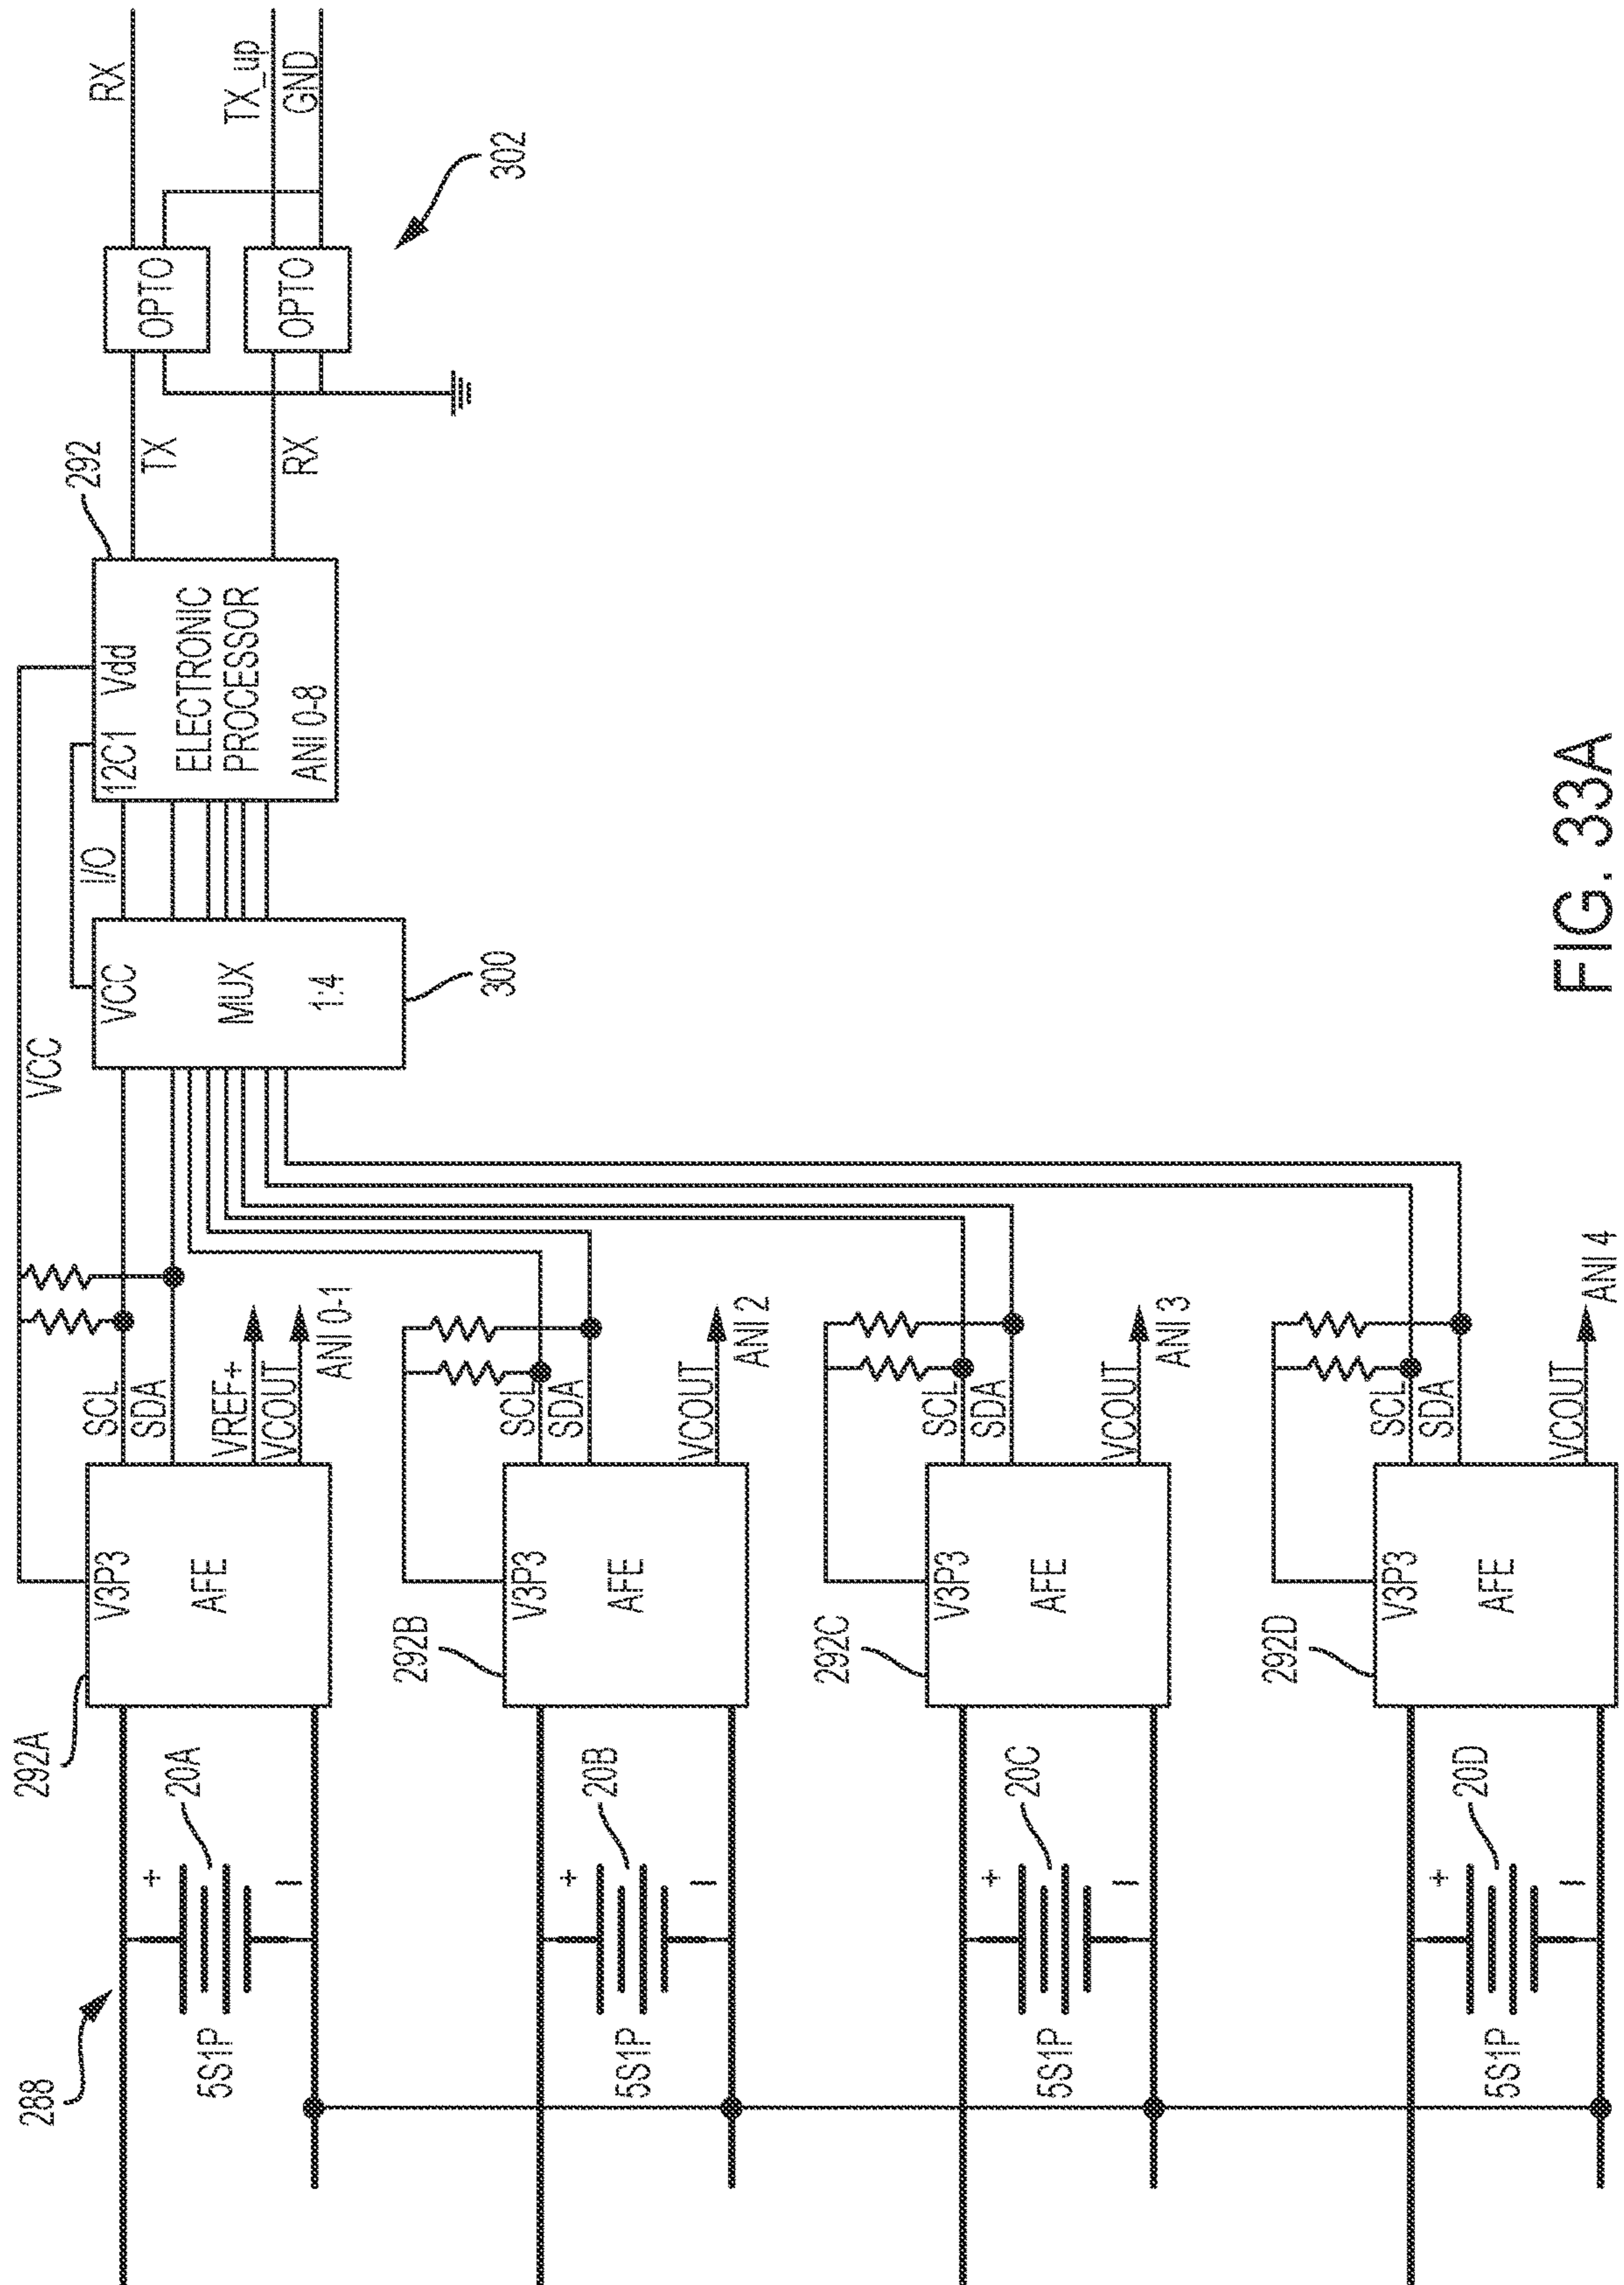 288
5S1P
+
20A
-
292A
V3P3
AFE
SCL
SDA
VREF+
VCOUT
ANI 0-1
VCC
VCC
MUX
1:4
300
I/O
12C1 Vdd
ELECTRONIC
PROCESSOR
ANI 0-8
292
TX
RX
OPTO
OPTO
302
RX
TX_up
GND
5S1P
+
20B
-
292B
V3P3
AFE
SCL
SDA
VCOUT
ANI 2
5S1P
+
20C
-
292C
V3P3
AFE
SCL
SDA
VCOUT
ANI 3
5S1P
+
20D
-
292D
V3P3
AFE
SCL
SDA
VCOUT
ANI 4
FIG. 33A